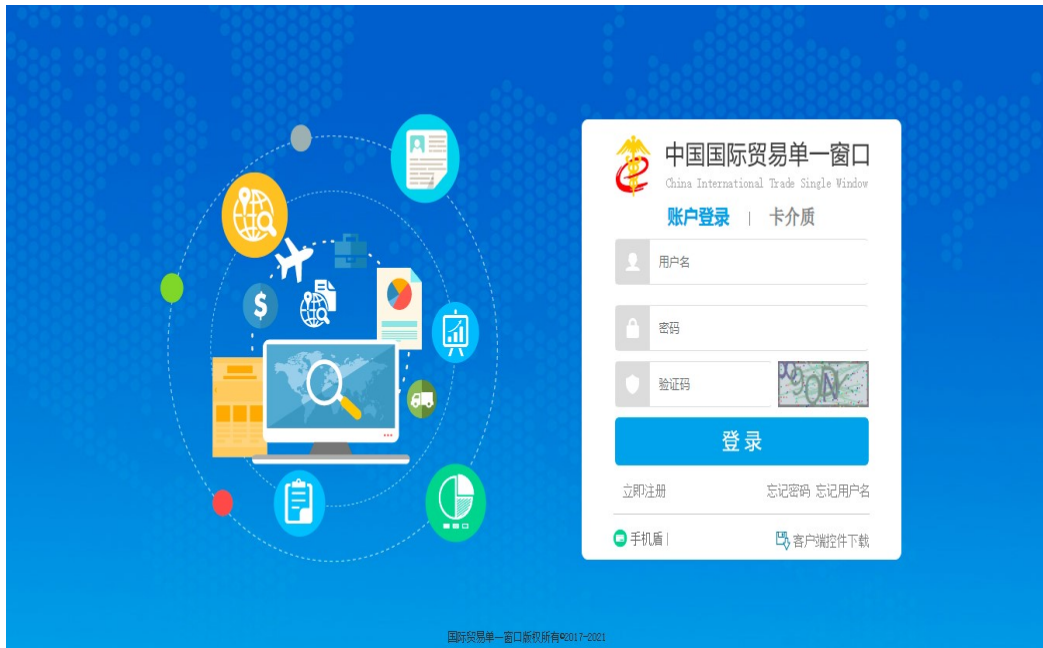 中国国际贸易单一窗口
China International Trade Single Window
账户登录 | 卡介质
用户名
密码
验证码
登录
立即注册 忘记密码 忘记用户名
手机盾 | 客户端控件下载
$
国际贸易单一窗口版权所有©2017-2021